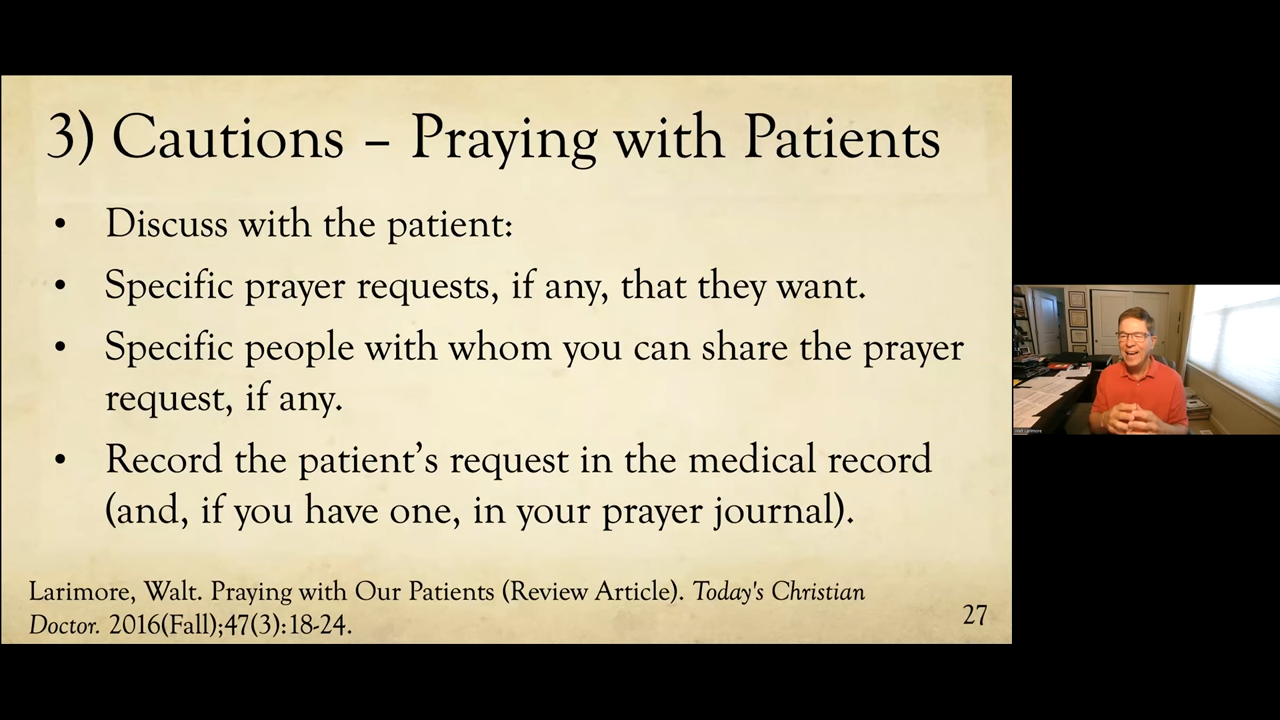 3) Cautions – Praying with Patients
• Discuss with the patient:
• Specific prayer requests, if any, that they want.
• Specific people with whom you can share the prayer
request, if any.
• Record the patient's request in the medical record
(and, if you have one, in your prayer journal).
Larimore, Walt. Praying with Our Patients (Review Article). Today's Christian
Doctor. 2016(Fall);47(3):18-24.
27
Walt Larimore